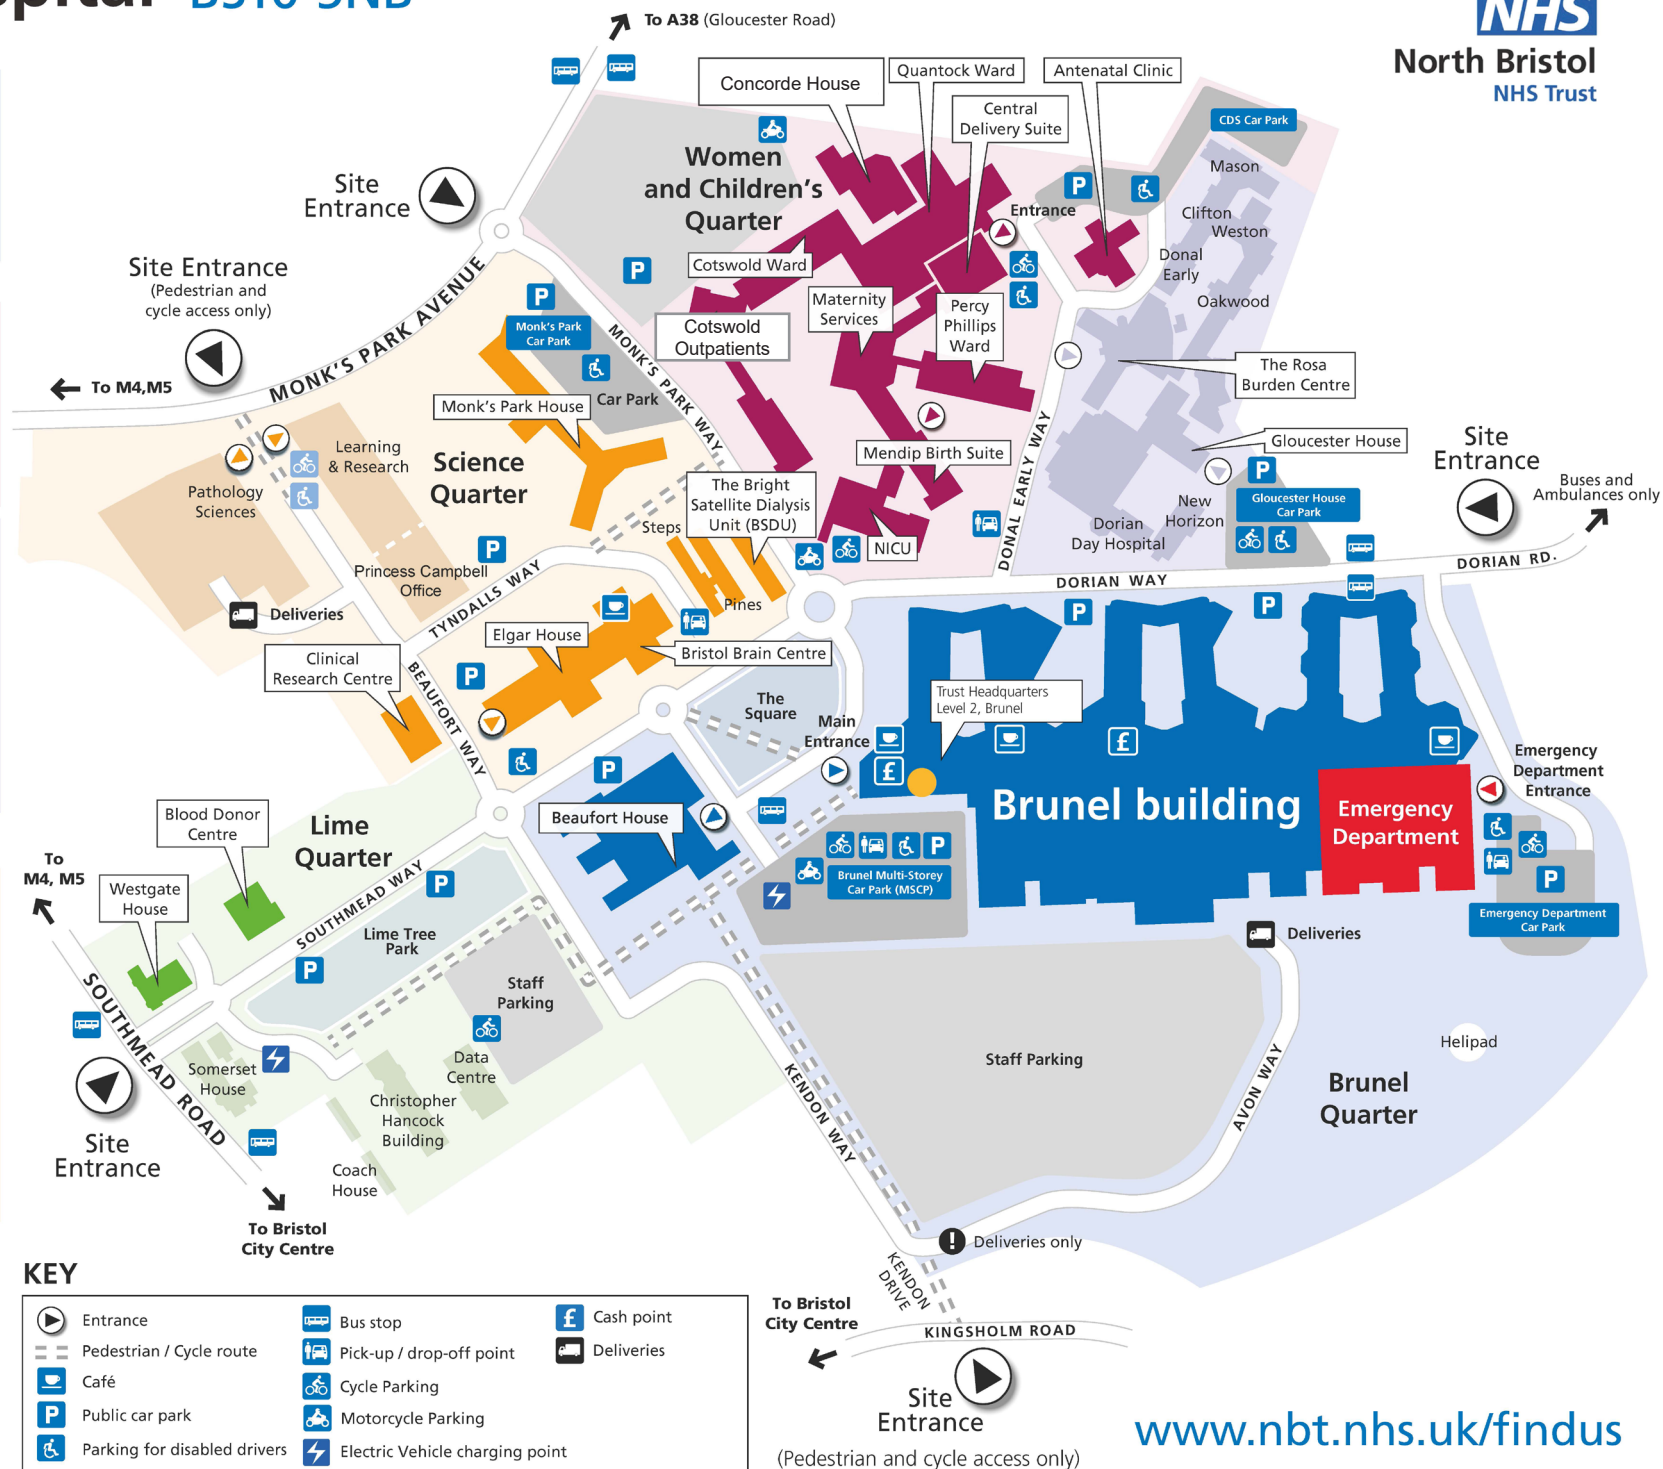 BS10 5NB
NHS
North Bristol
NHS Trust
To A38 (Gloucester Road)
Concorde House
Quantock Ward
Antenatal Clinic
Central
Delivery Suite
CDS Car Park
Women
and Children's
Quarter
Mason
Site
Entrance
Entrance
Clifton
Weston
Donal
Early
Oakwood
Site Entrance
(Pedestrian and
cycle access only)
Cotswold Ward
Maternity
Services
Percy
Phillips
Ward
Cotswold
Outpatients
P
Monk's Park
Car Park
MONK'S PARK AVENUE
MONK'S PARK WAY
To M4,M5
Car Park
Monk's Park House
The Rosa
Burden Centre
Gloucester House
Site
Entrance
Buses and
Ambulances only
Learning
& Research
Science
Quarter
Pathology
Sciences
Mendip Birth Suite
The Bright
Satellite Dialysis
Unit (BSDU)
Steps
NICU
DONAL EARLY WAY
New
Horizon
Dorian
Day Hospital
P
Gloucester House
Car Park
DORIAN WAY
DORIAN RD.
Princess Campbell
Office
TYNDALLS WAY
Deliveries
Pines
Elgar House
Bristol Brain Centre
Clinical
Research Centre
BEAUFORT WAY
The
Square
Main
Entrance
Trust Headquarters
Level 2, Brunel
£
£
Brunel building
Emergency
Department
Emergency
Department
Entrance
Beaufort House
Blood Donor
Centre
Lime
Quarter
To
M4, M5
Westgate
House
SOUTHMEAD WAY
Lime Tree
Park
P
Brunel Multi-Storey
Car Park (MSCP)
P
Emergency Department
Car Park
Deliveries
Staff
Parking
SOUTHMEAD ROAD
Somerset
House
Data
Centre
Christopher
Hancock
Building
Coach
House
Site
Entrance
To Bristol
City Centre
Staff Parking
KENDON WAY
AVON WAY
Helipad
Brunel
Quarter
Deliveries only
KENDON
DRIVE
To Bristol
City Centre
KINGSHOLM ROAD
Site
Entrance
(Pedestrian and cycle access only)
www.nbt.nhs.uk/findus
KEY
Entrance
Pedestrian / Cycle route
Café
P Public car park
Parking for disabled drivers
Bus stop
Pick-up / drop-off point
Cycle Parking
Motorcycle Parking
Electric Vehicle charging point
£ Cash point
Deliveries